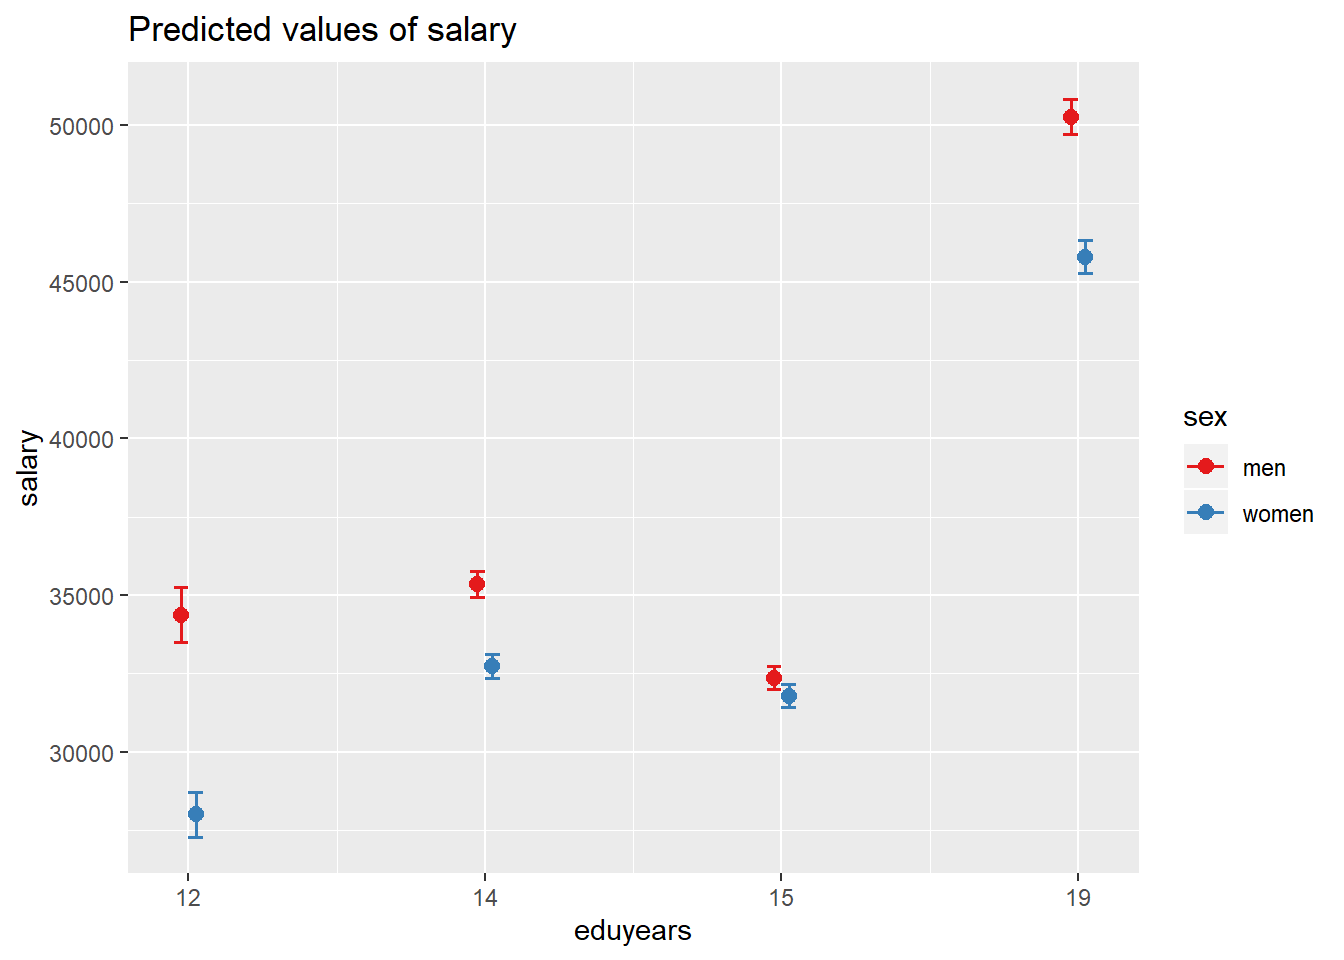 Predicted values of salary
50000
45000
40000
35000
30000
salary
12 14 15 19
eduyears
sex
men
women